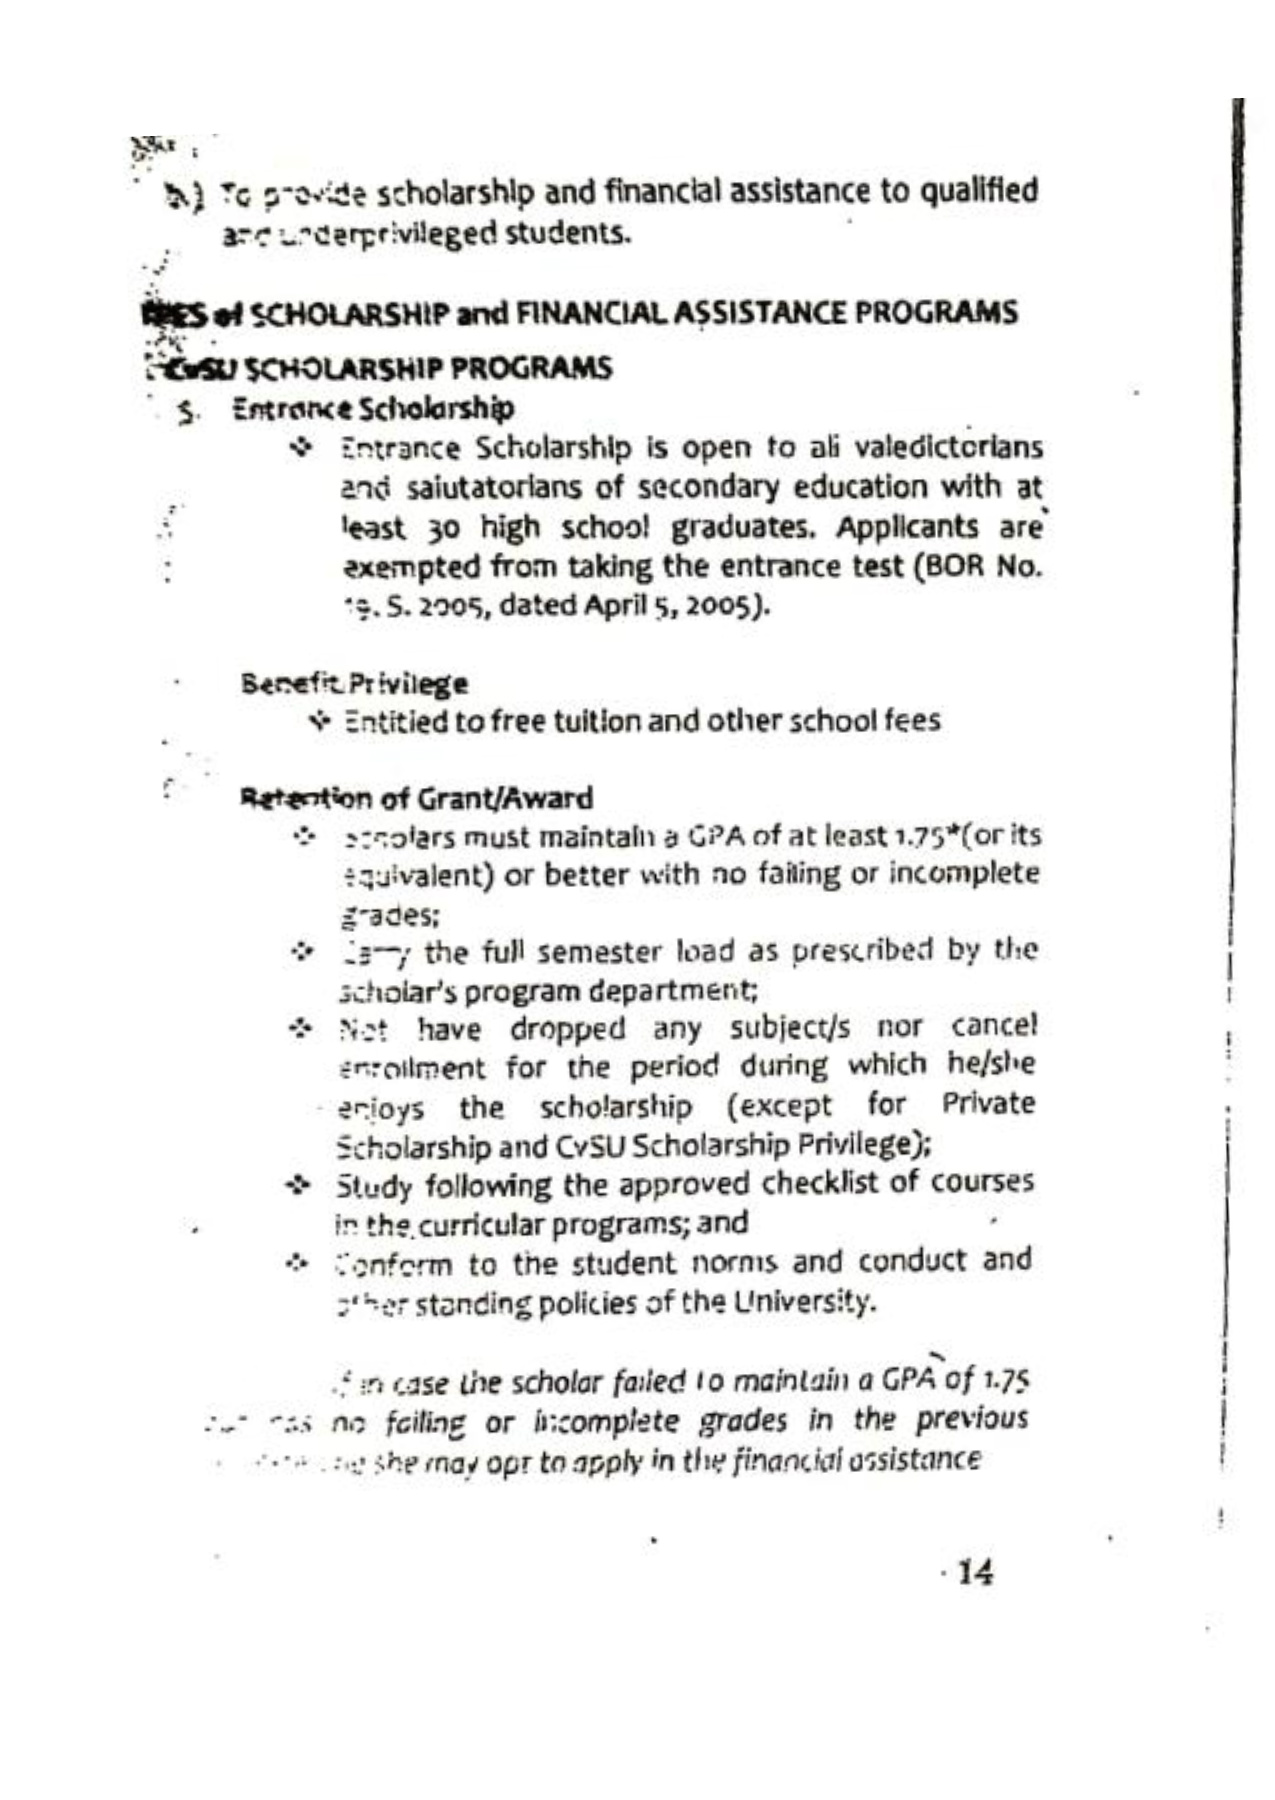 To provide scholarship and financial assistance to qualified
and underprivileged students.
of SCHOLARSHIP and FINANCIAL ASSISTANCE PROGRAMS
CvSU SCHOLARSHIP PROGRAMS
Entrance Scholarship
❖ Entrance Scholarship is open to all valedictorians
and salutatorians of secondary education with at
least 30 high school graduates. Applicants are
exempted from taking the entrance test (BOR No.
S. 2005, dated April 5, 2005).
Benefit Privilege
❖ Entitled to free tuition and other school fees
Retention of Grant/Award
❖ Scholars must maintain a GPA of at least 1.75*(or its
equivalent) or better with no failing or incomplete
grades;
❖ Carry the full semester load as prescribed by the
scholar's program department;
❖ Not have dropped any subject/s nor cancel
enrollment for the period during which he/she
enjoys the scholarship (except for Private
Scholarship and CvSU Scholarship Privilege);
❖ Study following the approved checklist of courses
in the curricular programs; and
❖ Conform to the student norms and conduct and
other standing policies of the University.
in case the scholar failed to maintain a GPA of 1.75
no failing or incomplete grades in the previous
she may opt to apply in the financial assistance
14